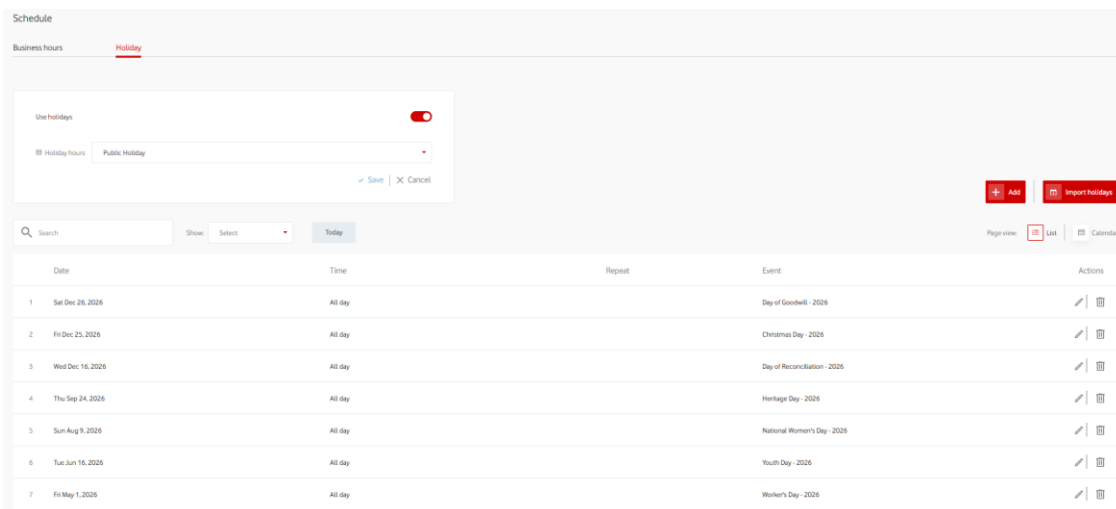 Schedule
Business hours Holiday
Use holidays
Holiday hours Public Holiday
Save Cancel
Add Import holidays
Search Show: Select Today Page view: List Calenda
Date Time Repeat Event Actions
1 Sat Dec 26, 2026 All day Day of Goodwill - 2026
2 Fri Dec 25, 2026 All day Christmas Day - 2026
3 Wed Dec 16, 2026 All day Day of Reconciliation - 2026
4 Thu Sep 24, 2026 All day Heritage Day - 2026
5 Sun Aug 9, 2026 All day National Women's Day - 2026
6 Tue Jun 16, 2026 All day Youth Day - 2026
7 Fri May 1, 2026 All day Worker's Day - 2026